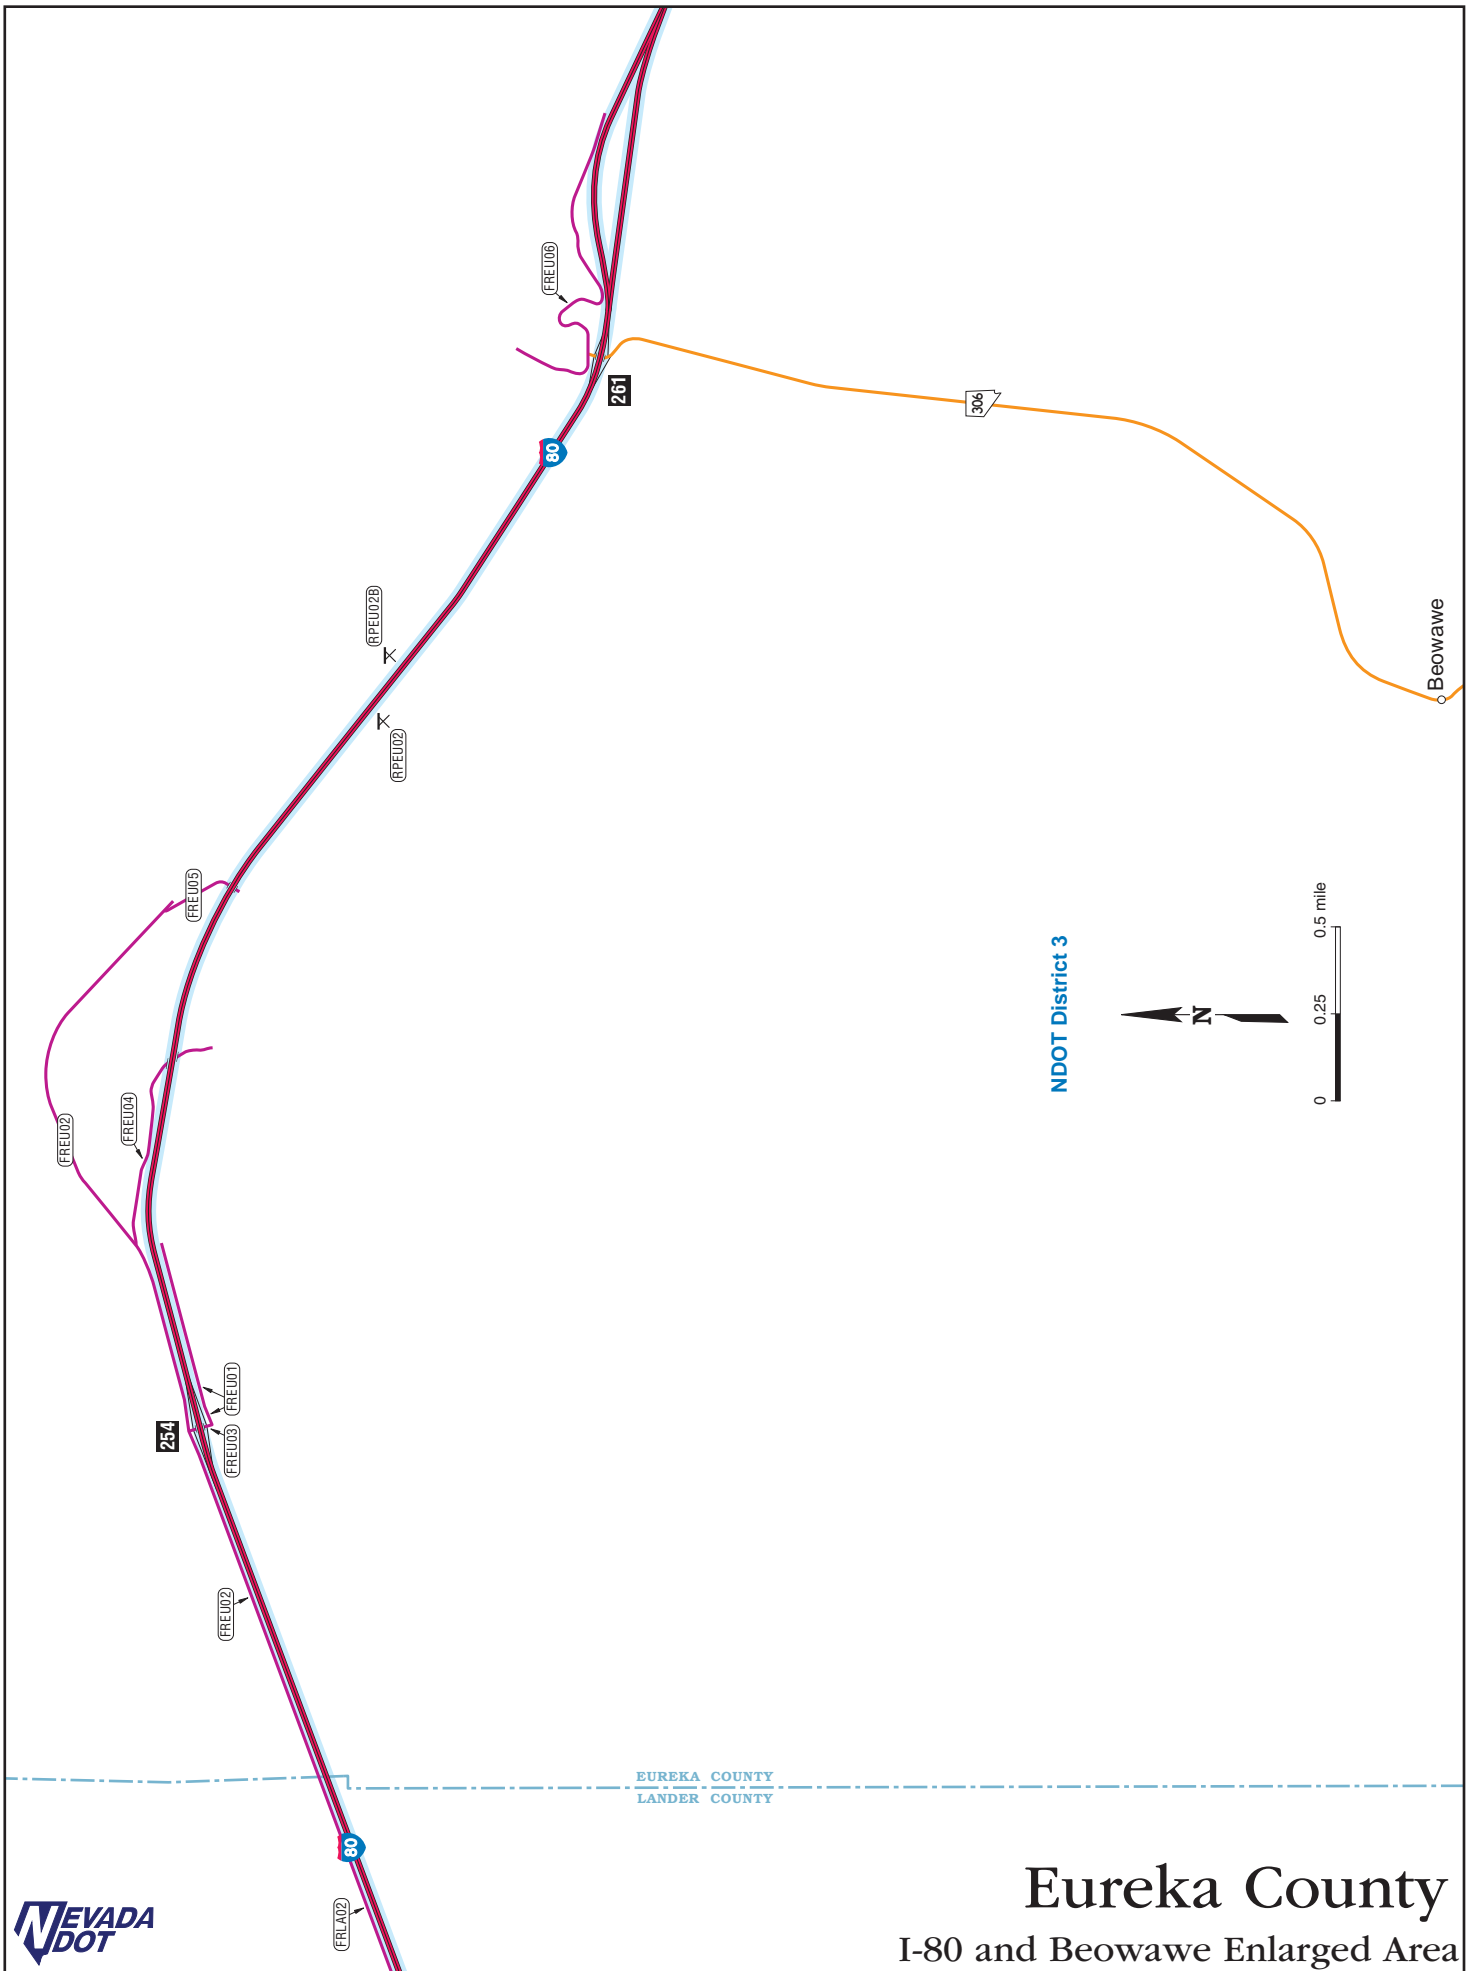 FREU06
261
80
306
RPEU02B
Beowawe
RPEU02
FREU05
NDOT District 3
0 0.25 0.5 mile
N
FREU04
FREU02
FREU01
254
FREU03
FREU02
EUREKA COUNTY
LANDER COUNTY
80
FRLA02
NEVADA
DOT
Eureka County
I-80 and Beowawe Enlarged Area